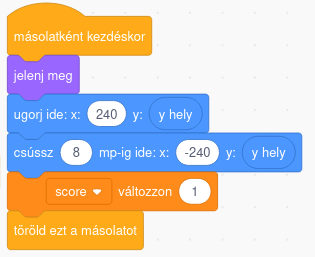 másolatként kezdéskor
jelenj meg
ugorj ide: x: 240 y: y hely
csússz 8 mp-ig ide: x: -240 y: y hely
score változzon 1
töröld ezt a másolatot